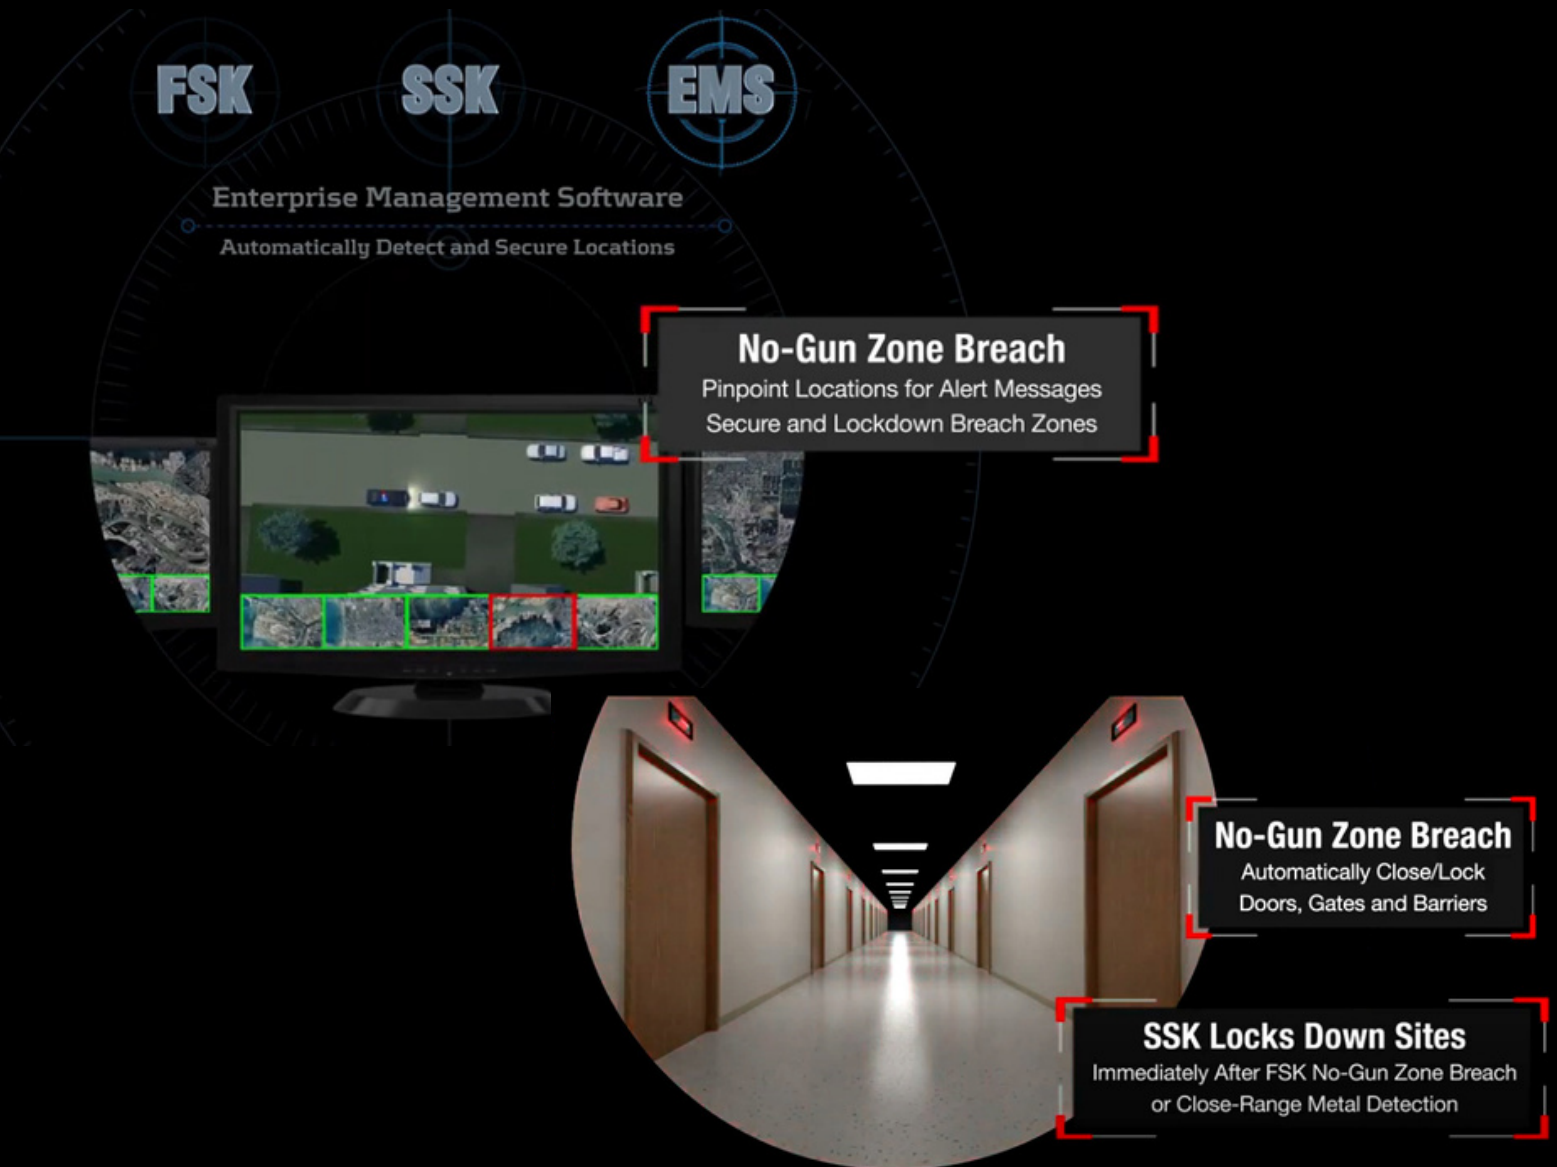 FSK SSK EMS
Enterprise Management Software
Automatically Detect and Secure Locations
No-Gun Zone Breach
Pinpoint Locations for Alert Messages
Secure and Lockdown Breach Zones
No-Gun Zone Breach
Automatically Close/Lock
Doors, Gates and Barriers
SSK Locks Down Sites
Immediately After FSK No-Gun Zone Breach
or Close-Range Metal Detection